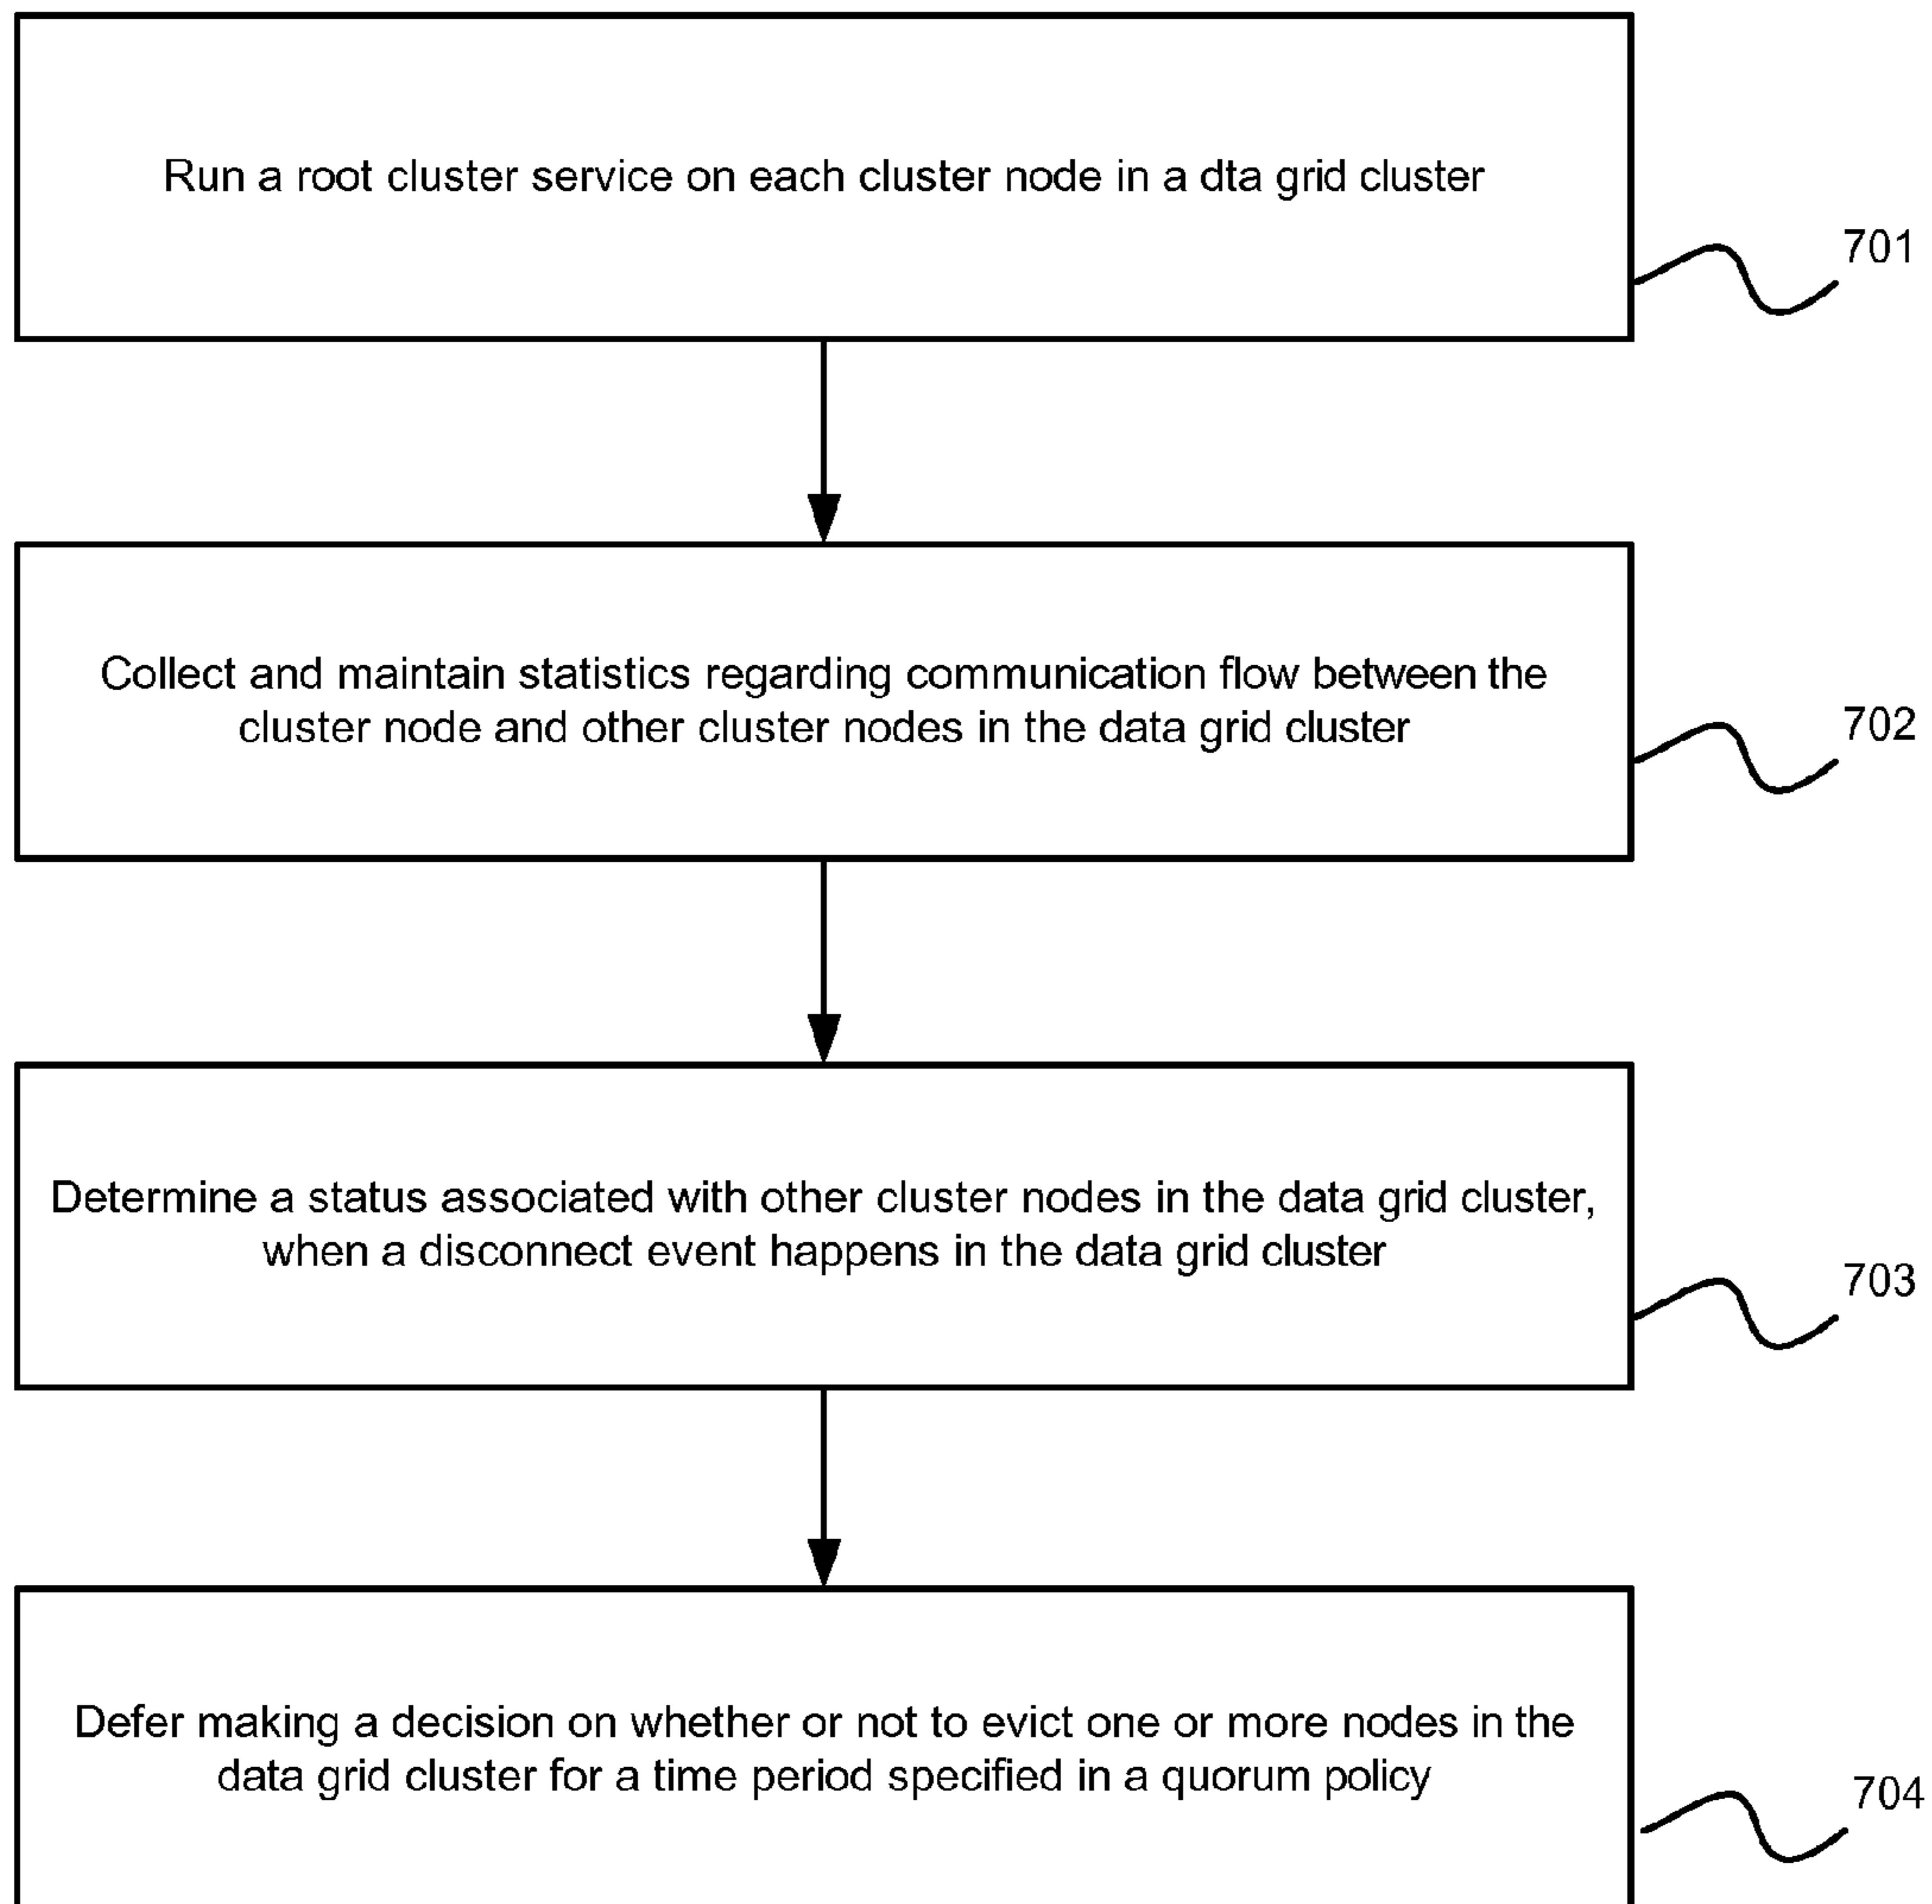 Run a root cluster service on each cluster node in a dta grid cluster
701
Collect and maintain statistics regarding communication flow between the
cluster node and other cluster nodes in the data grid cluster
702
Determine a status associated with other cluster nodes in the data grid cluster,
when a disconnect event happens in the data grid cluster
703
Defer making a decision on whether or not to evict one or more nodes in the
data grid cluster for a time period specified in a quorum policy
704